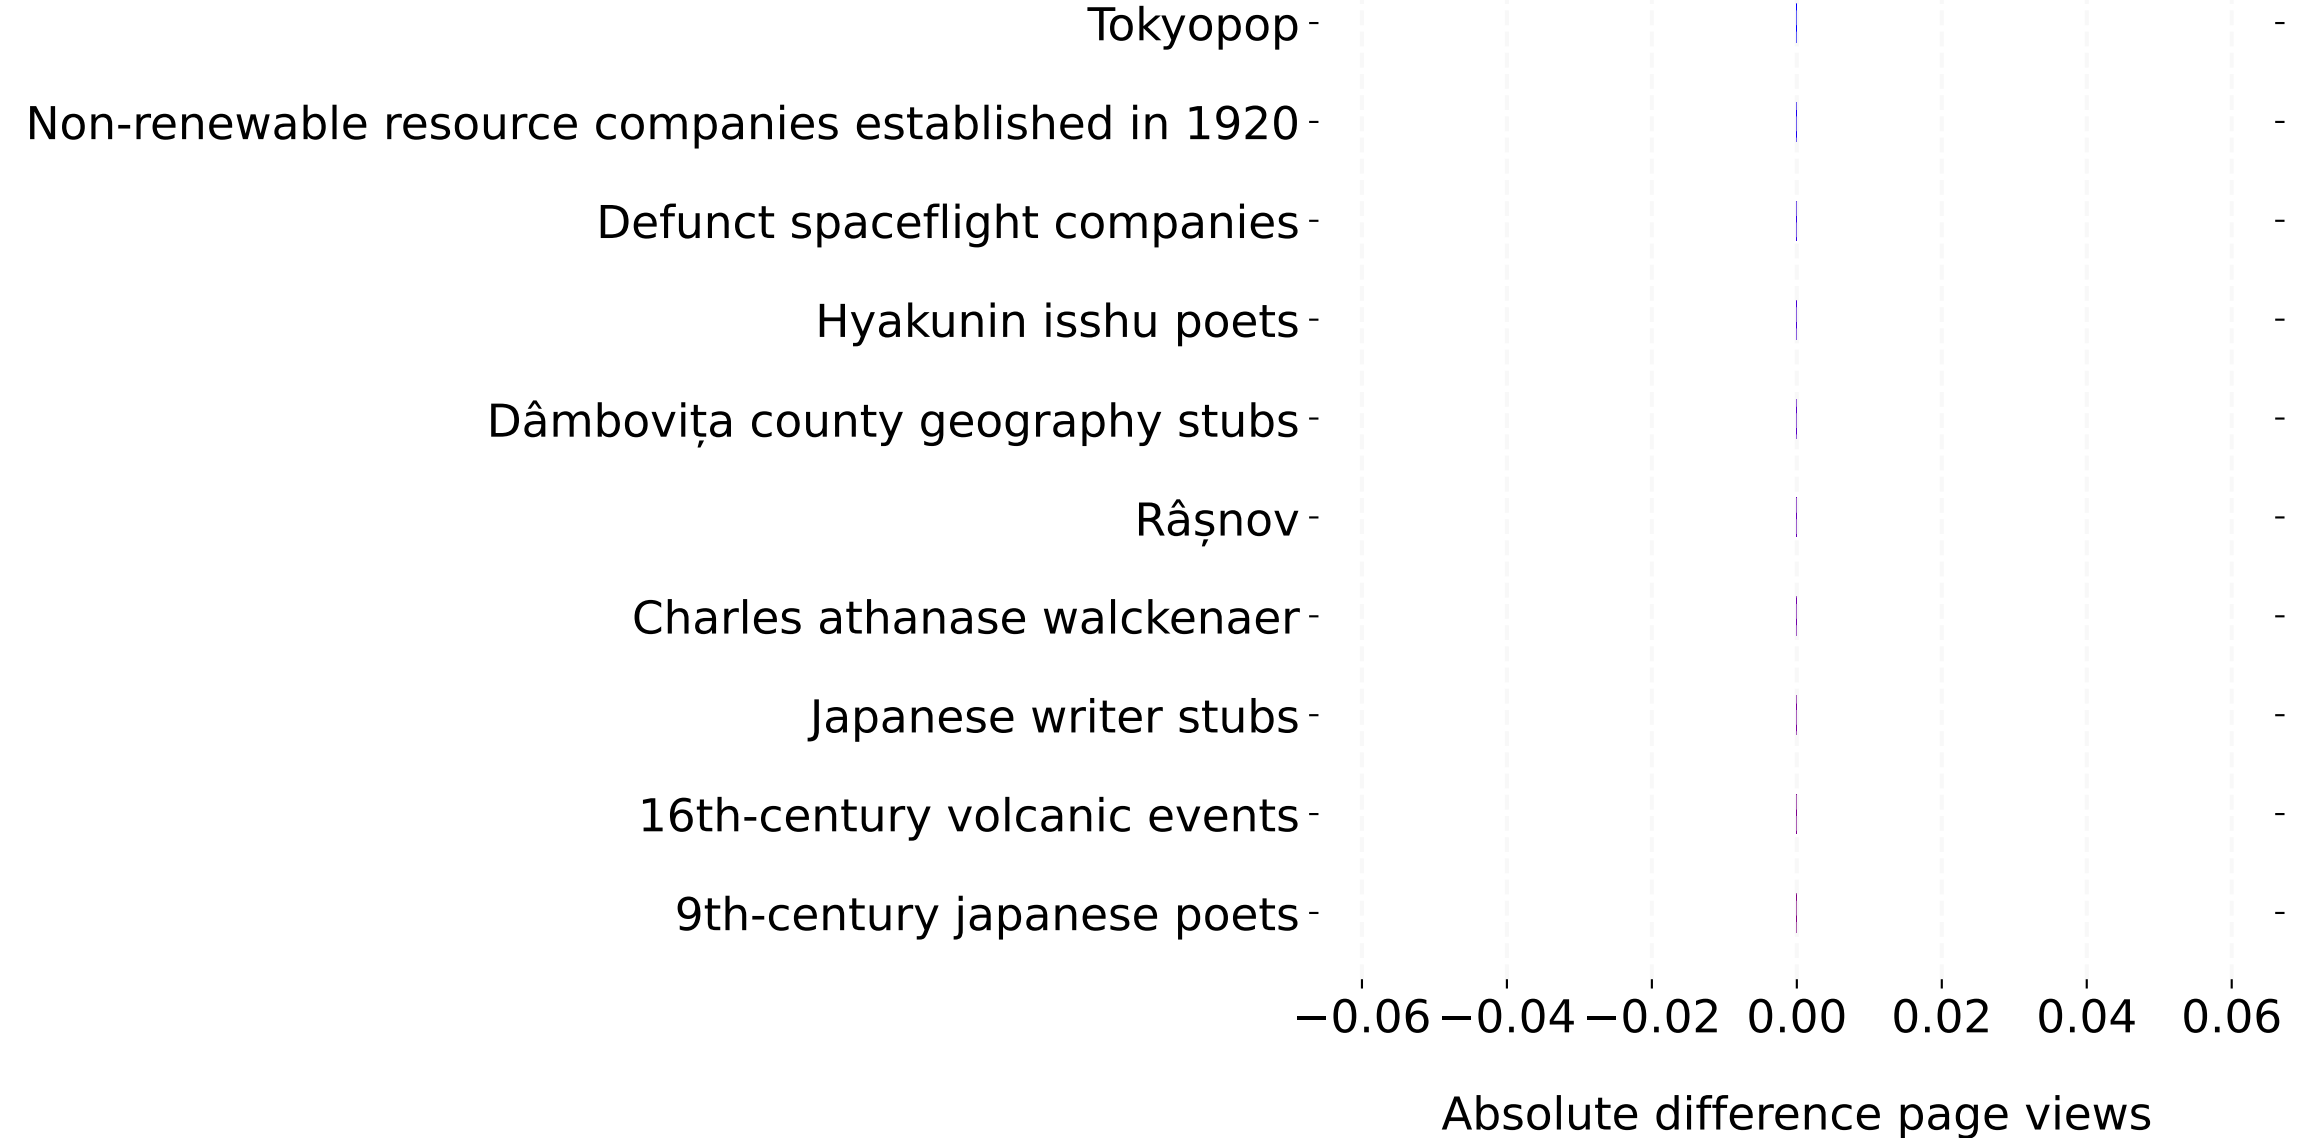 Tokyopop
Non-renewable resource companies established in 1920
Defunct spaceflight companies
Hyakunin isshu poets
Dâmbovița county geography stubs
Râșnov
Charles athanase walckenaer
Japanese writer stubs
16th-century volcanic events
9th-century japanese poets
−0.06 −0.04 −0.02 0.00 0.02 0.04 0.06
Absolute difference page views